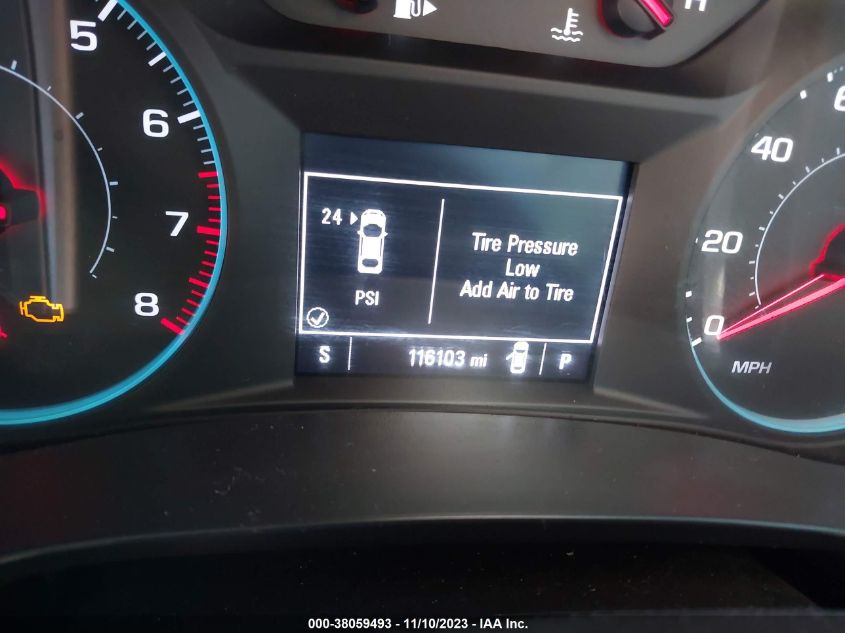 H
5
6
7
8
24
PSI
Tire Pressure
Low
Add Air to Tire
S
116103 mi
P
40
20
0
MPH
000-38059493 - 11/10/2023 - IAA Inc.